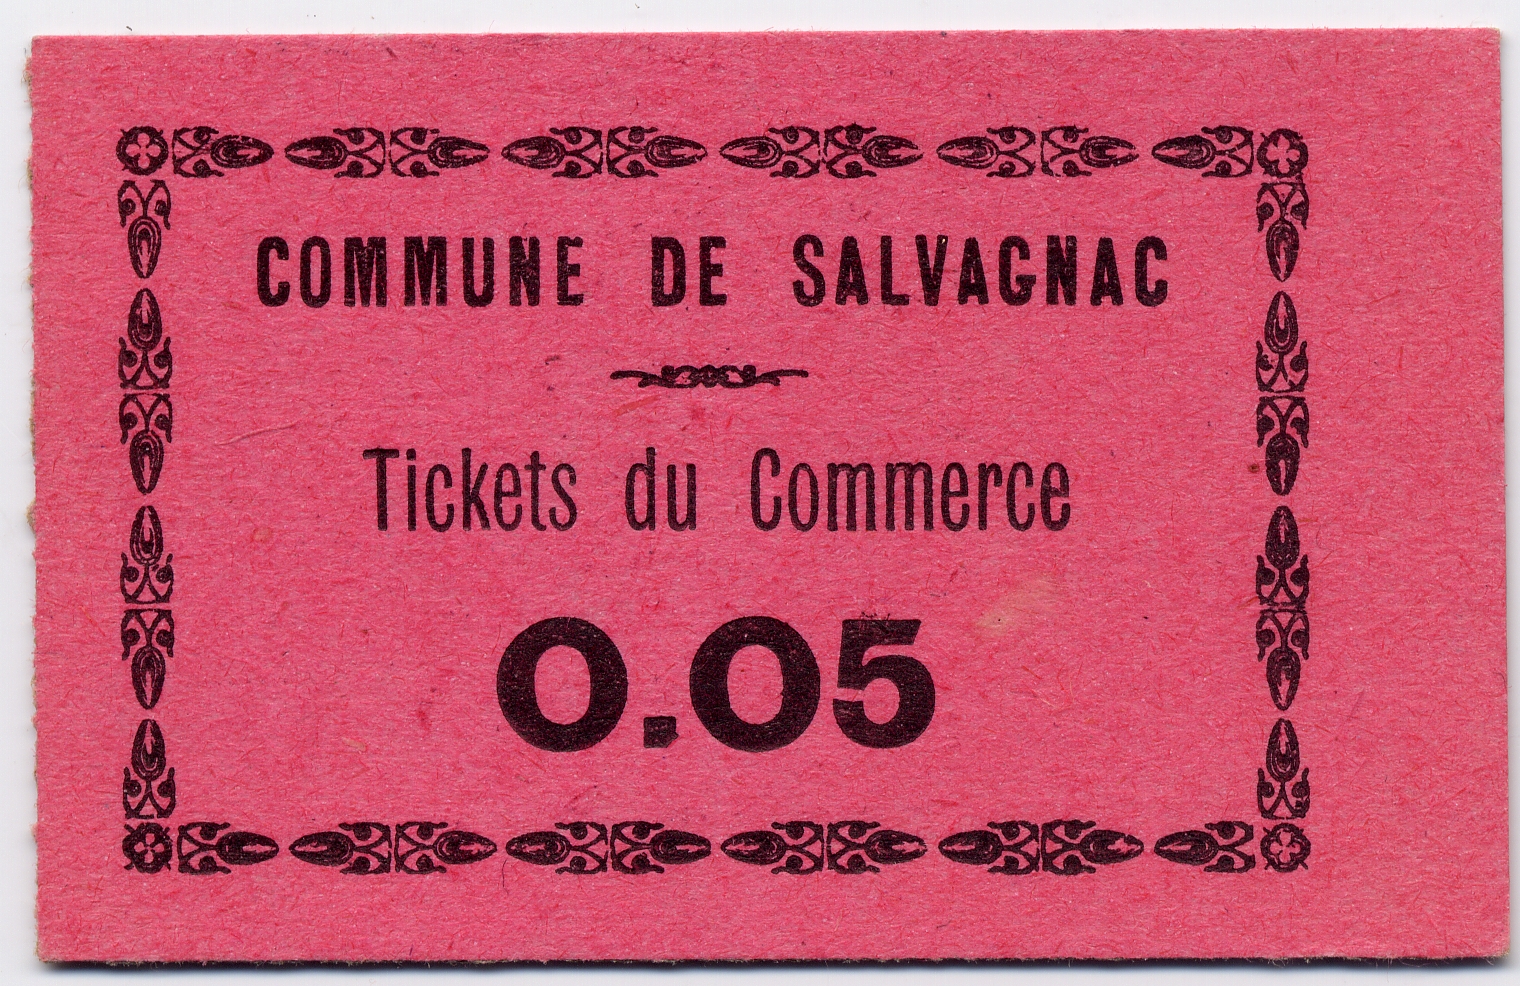 COMMUNE DE SALVAGNAC
Tickets du Commerce
0.05